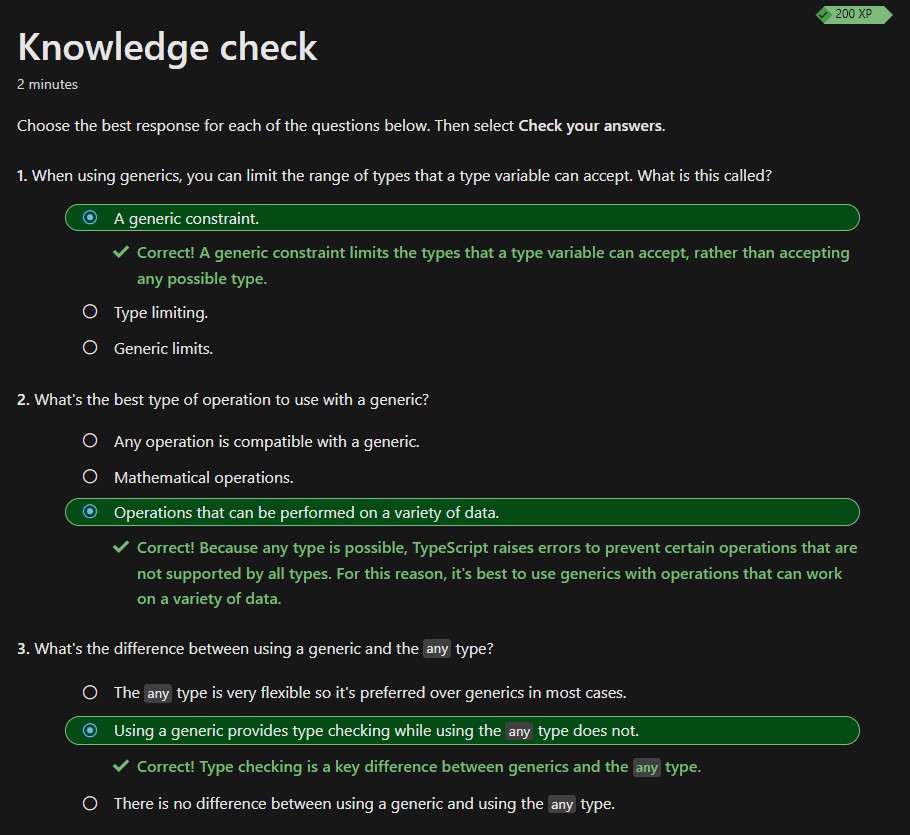 200 XP
Knowledge check
2 minutes
Choose the best response for each of the questions below. Then select Check your answers.
1. When using generics, you can limit the range of types that a type variable can accept. What is this called?
A generic constraint.
Correct! A generic constraint limits the types that a type variable can accept, rather than accepting
any possible type.
Type limiting.
Generic limits.
2. What's the best type of operation to use with a generic?
Any operation is compatible with a generic.
Mathematical operations.
Operations that can be performed on a variety of data.
Correct! Because any type is possible, TypeScript raises errors to prevent certain operations that are
not supported by all types. For this reason, it's best to use generics with operations that can work
on a variety of data.
3. What's the difference between using a generic and the any type?
The any type is very flexible so it's preferred over generics in most cases.
Using a generic provides type checking while using the any type does not.
Correct! Type checking is a key difference between generics and the any type.
There is no difference between using a generic and using the any type.